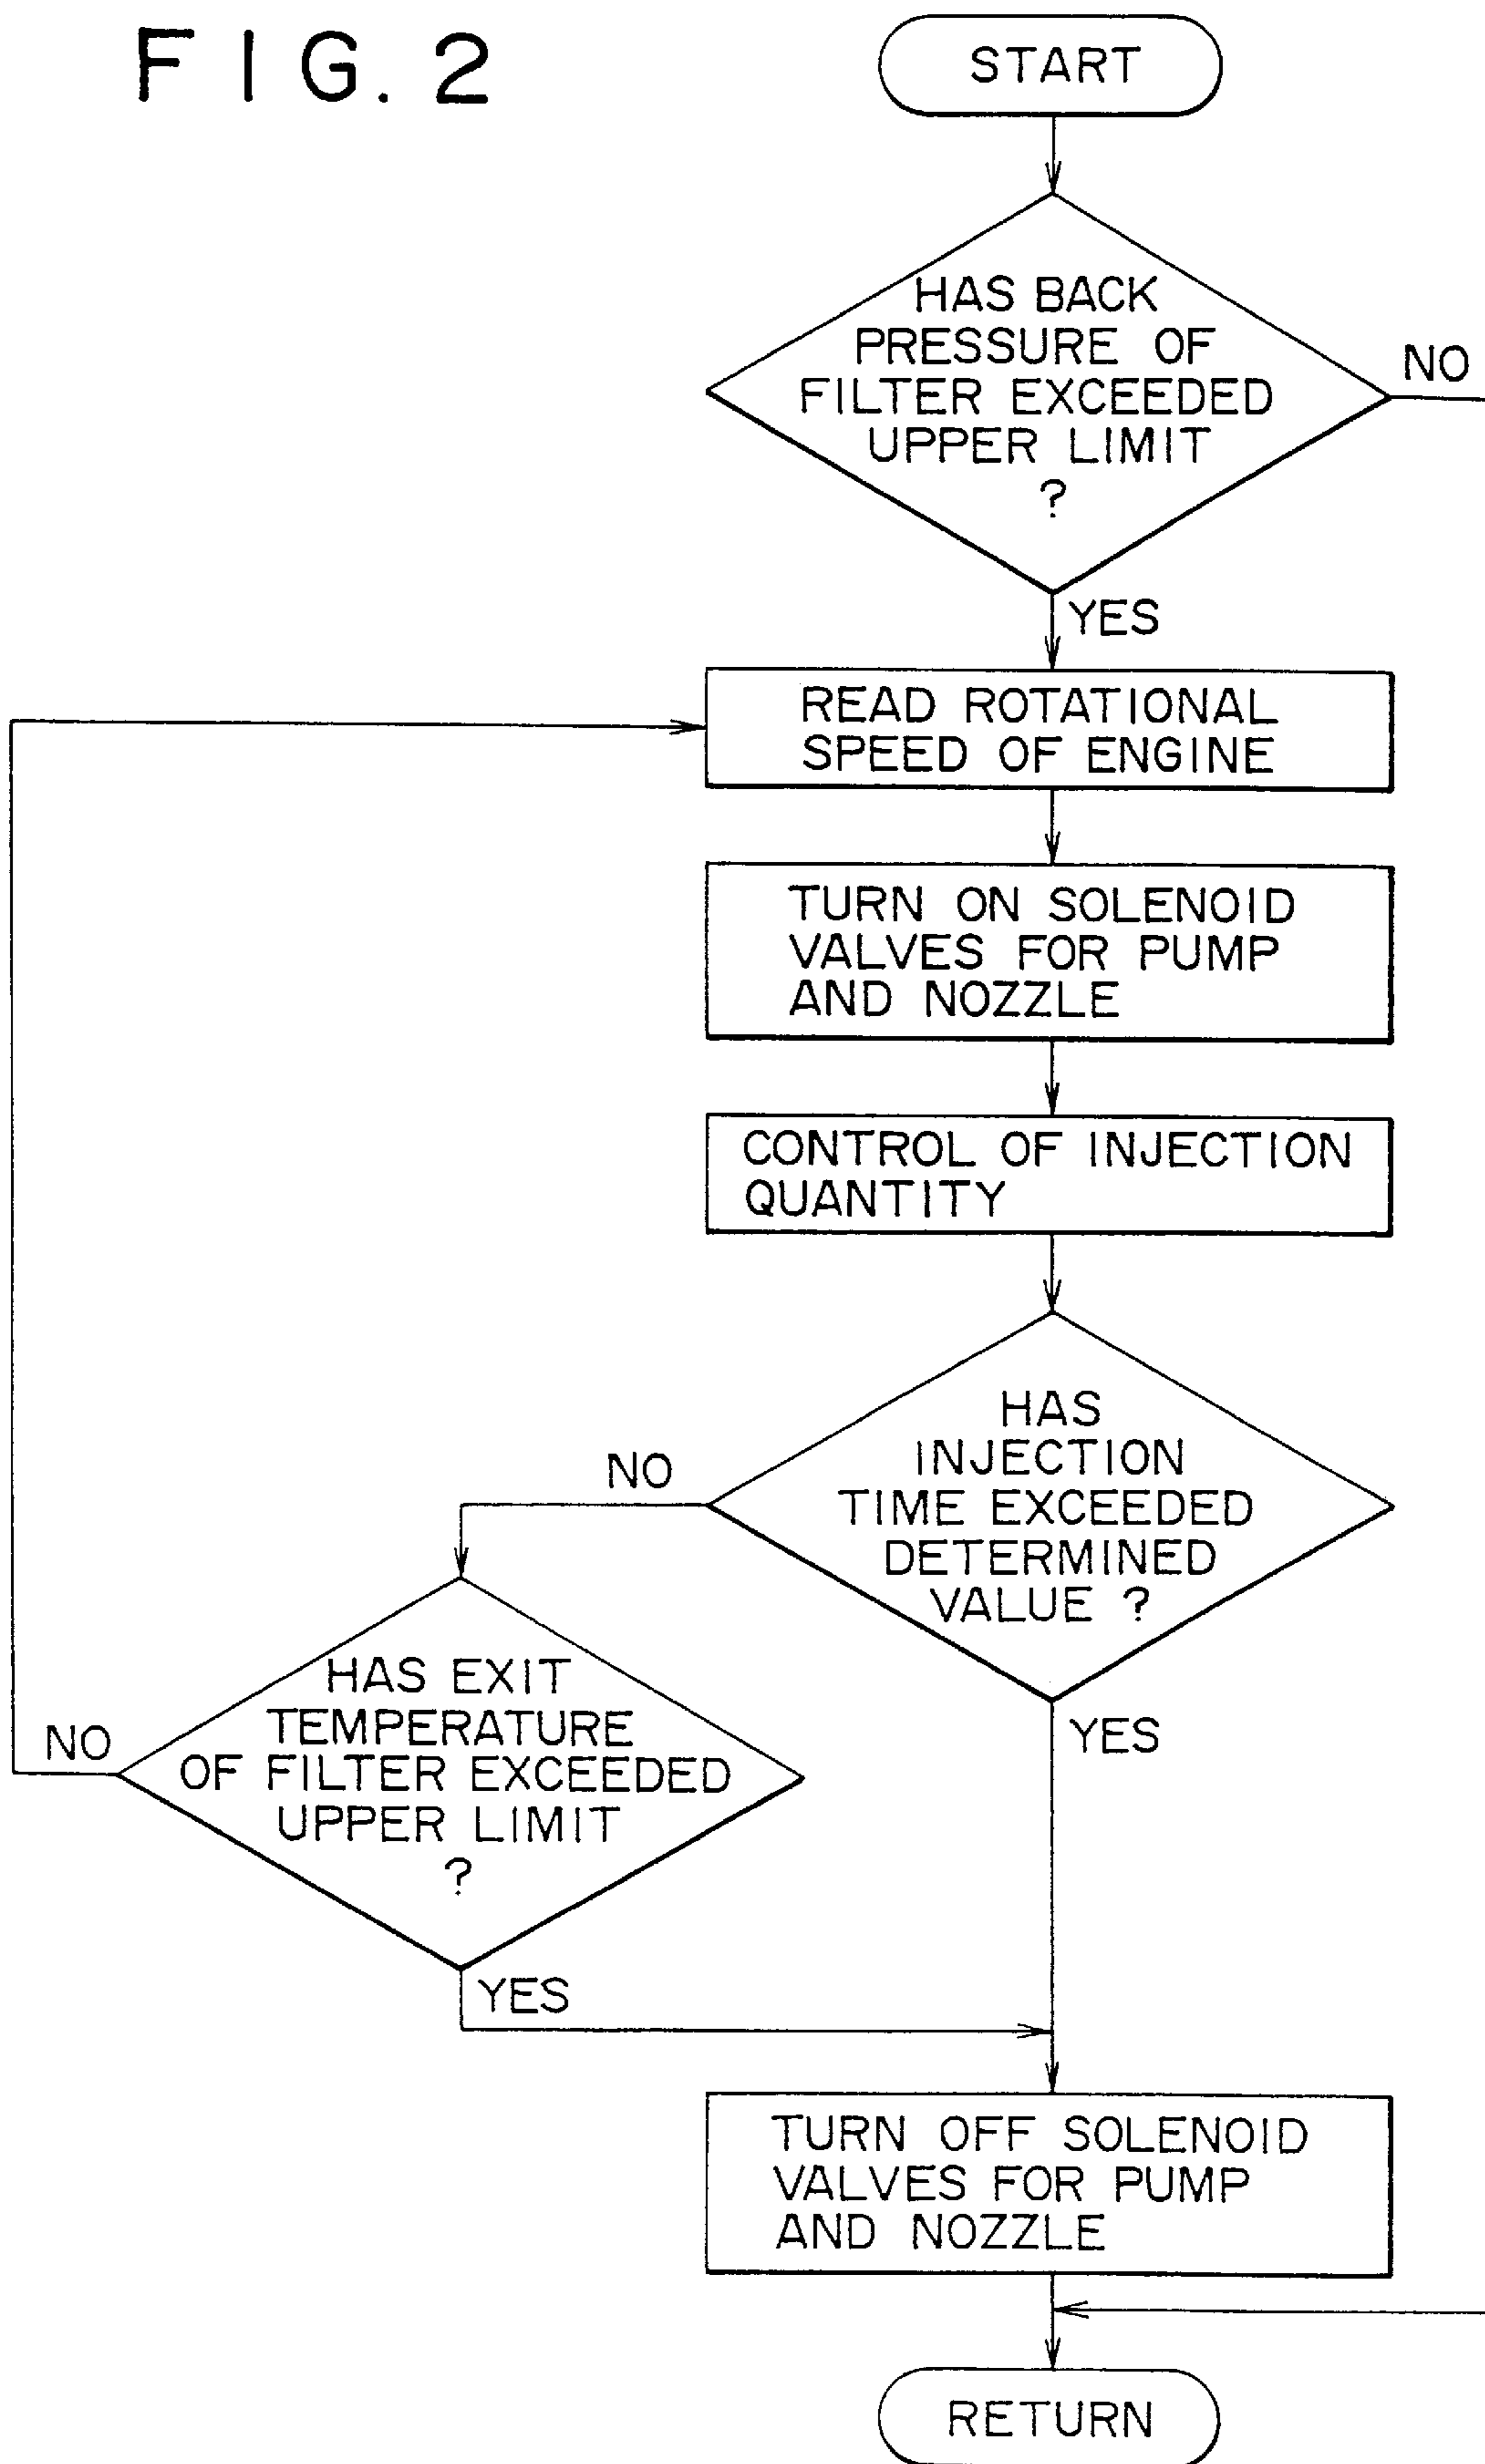 FIG. 2
START
HAS BACK
PRESSURE OF
FILTER EXCEEDED
UPPER LIMIT
?
NO
YES
READ ROTATIONAL
SPEED OF ENGINE
TURN ON SOLENOID
VALVES FOR PUMP
AND NOZZLE
CONTROL OF INJECTION
QUANTITY
HAS
INJECTION
TIME EXCEEDED
DETERMINED
VALUE ?
NO
YES
HAS EXIT
TEMPERATURE
OF FILTER EXCEEDED
UPPER LIMIT
?
NO
YES
TURN OFF SOLENOID
VALVES FOR PUMP
AND NOZZLE
RETURN